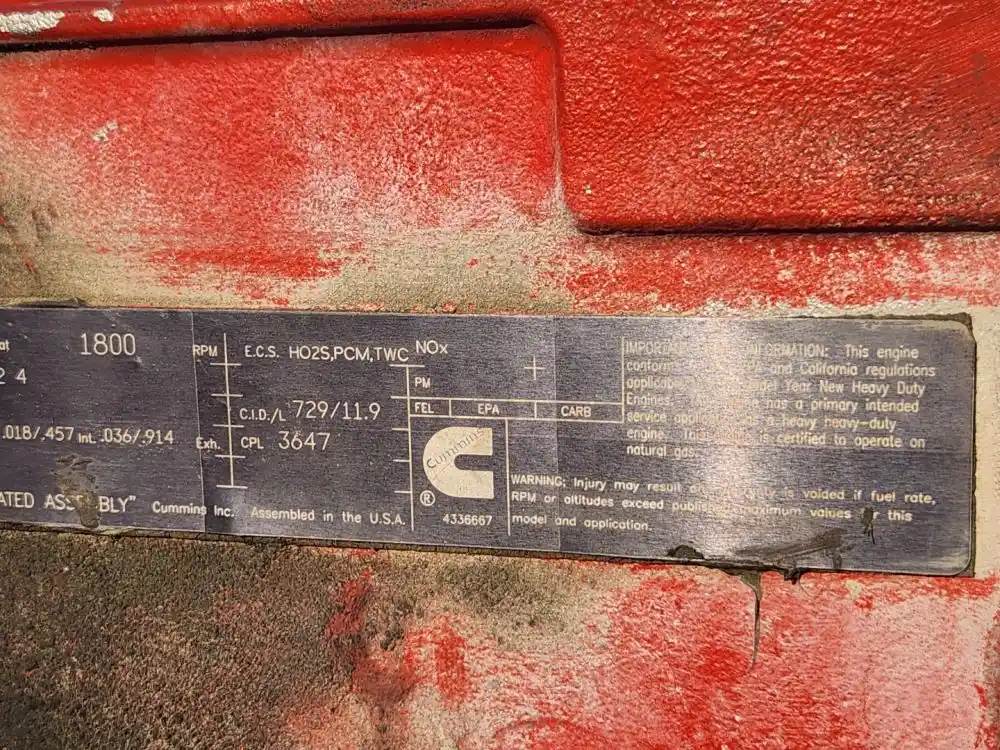 at 1800 RPM
2 4
.018/.457 Int. .036/.914 Exh.
ATED ASSEMBLY" Cummins Inc. Assembled in the U.S.A.
E.C.S. HO2S,PCM,TWC
C.I.D./L 729/11.9
CPL 3647
NOx
PM
FEL EPA CARB
Cummins
®
4336667
IMPORTANT INFORMATION: This engine
and California regulations
Year New Heavy Duty
Engines. has a primary intended
service a heavy heavy-duty
engine. is certified to operate on
natural gas.
WARNING: Injury may result is voided if fuel rate,
RPM or altitudes exceed maximum values for this
model and application.